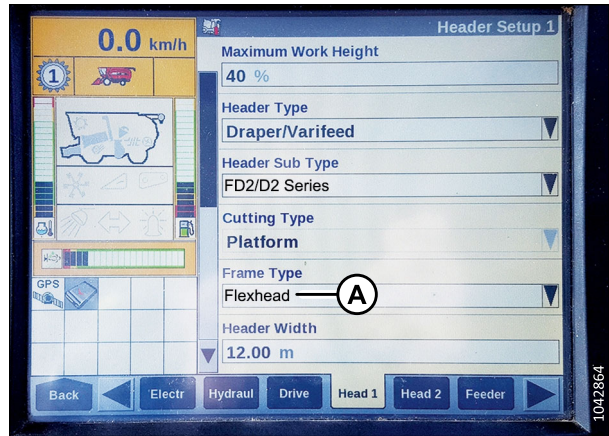 0.0 km/h
Header Setup 1
1
Maximum Work Height
40 %
Header Type
Draper/Varifeed
Header Sub Type
FD2/D2 Series
Cutting Type
Platform
Frame Type
Flexhead
A
GPS
Header Width
12.00 m
Back
Electr
Hydraul
Drive
Head 1
Head 2
Feeder
1042864